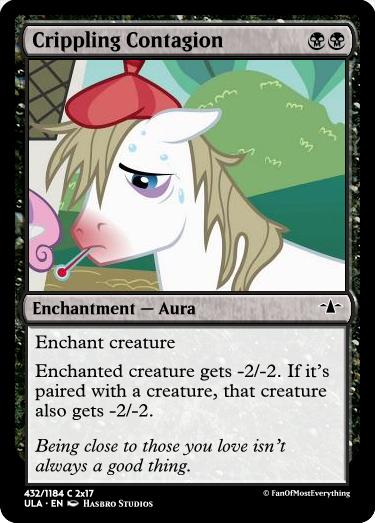 Crippling Contagion
Enchantment — Aura
Enchant creature
Enchanted creature gets -2/-2. If it's
paired with a creature, that creature
also gets -2/-2.
Being close to those you love isn't
always a good thing.
432/1184 C 2x17
ULA • EN Hasbro Studios
© FanOfMostEverything